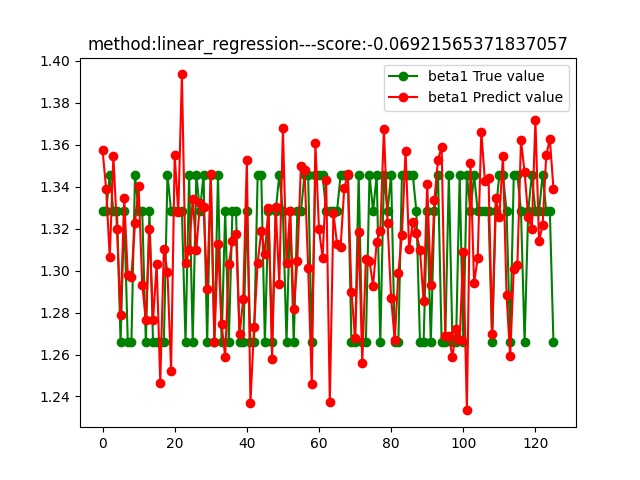 method:linear_regression---score:-0.06921565371837057
beta1 True value
beta1 Predict value
1.40
1.38
1.36
1.34
1.32
1.30
1.28
1.26
1.24
0 20 40 60 80 100 120